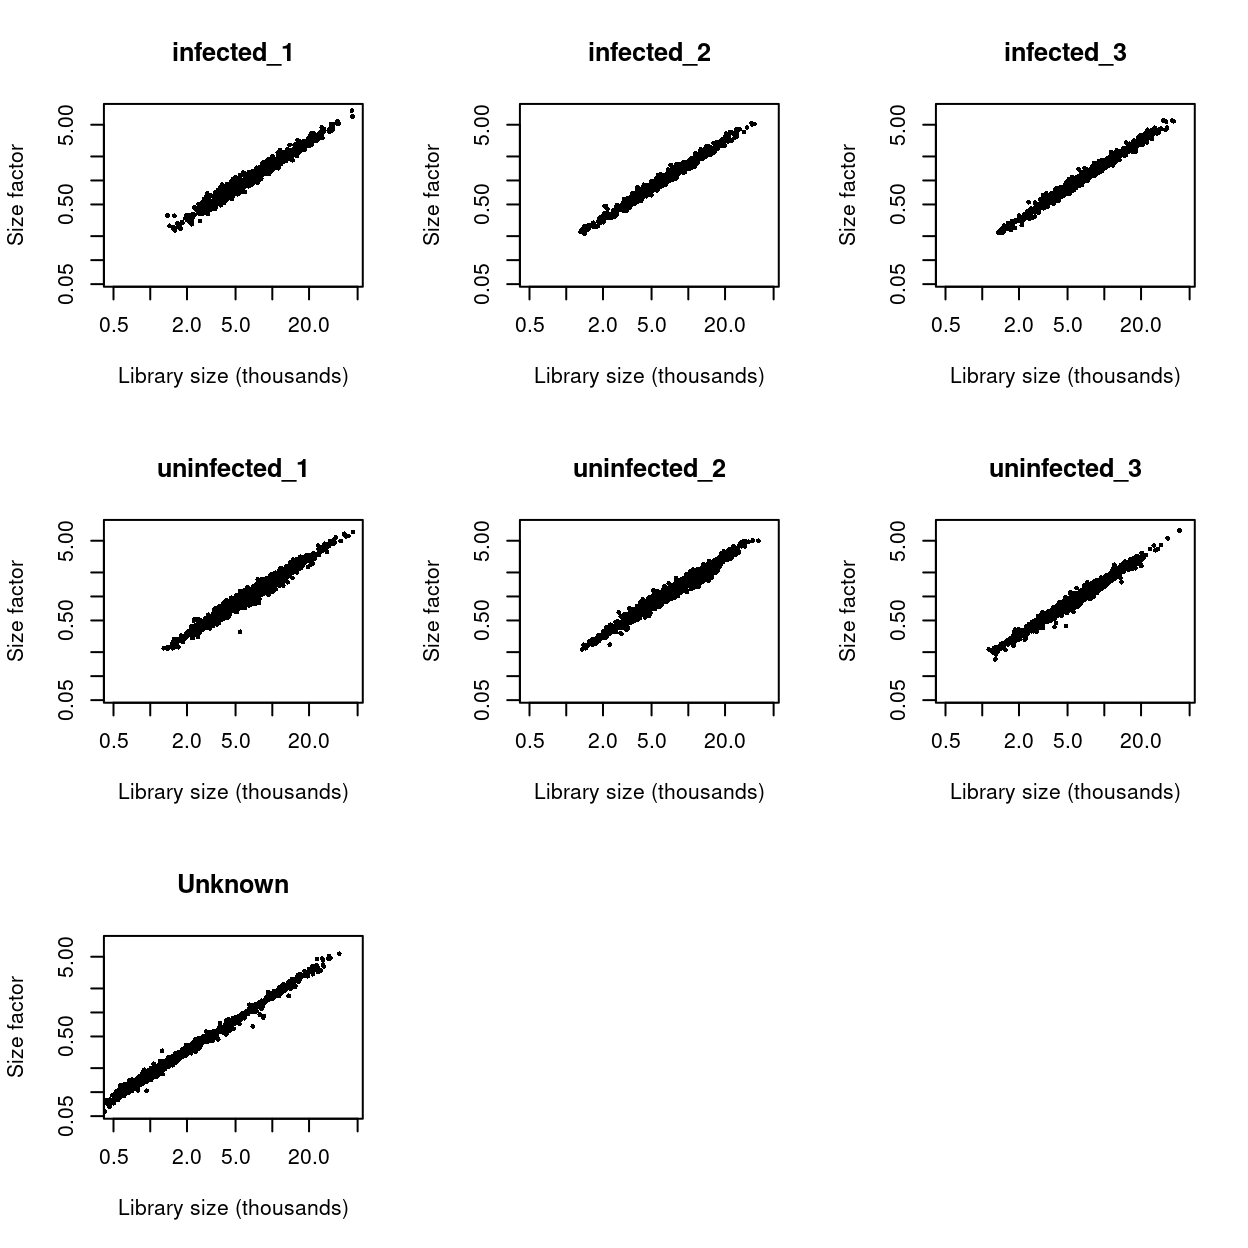 infected_1
infected_2
infected_3
Size factor
0.05 0.50 5.00
0.5 2.0 5.0 20.0
Library size (thousands)
Size factor
0.05 0.50 5.00
0.5 2.0 5.0 20.0
Library size (thousands)
Size factor
0.05 0.50 5.00
0.5 2.0 5.0 20.0
Library size (thousands)
uninfected_1
uninfected_2
uninfected_3
Size factor
0.05 0.50 5.00
0.5 2.0 5.0 20.0
Library size (thousands)
Size factor
0.05 0.50 5.00
0.5 2.0 5.0 20.0
Library size (thousands)
Size factor
0.05 0.50 5.00
0.5 2.0 5.0 20.0
Library size (thousands)
Unknown
Size factor
0.05 0.50 5.00
0.5 2.0 5.0 20.0
Library size (thousands)